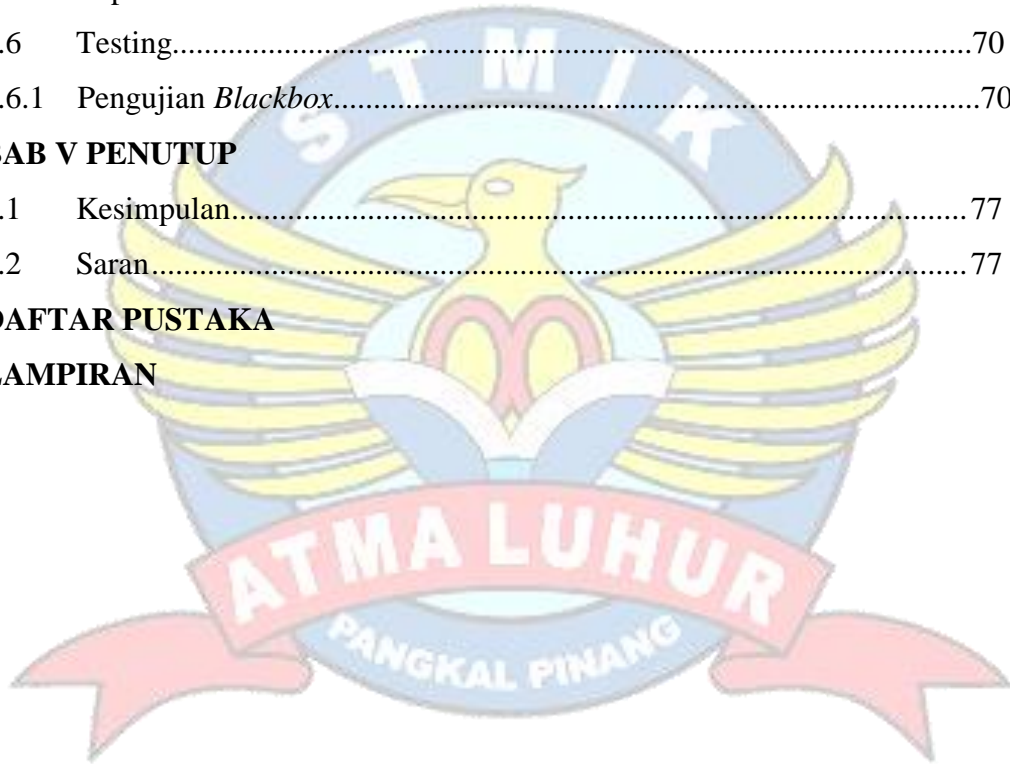 .6 Testing....................................................................................................70
.6.1 Pengujian Blackbox.................................................................................70
AB V PENUTUP
.1 Kesimpulan............................................................................................77
.2 Saran......................................................................................................77
DAFTAR PUSTAKA
LAMPIRAN
STMIK
ATMA LUHUR
PANGKAL PINANG